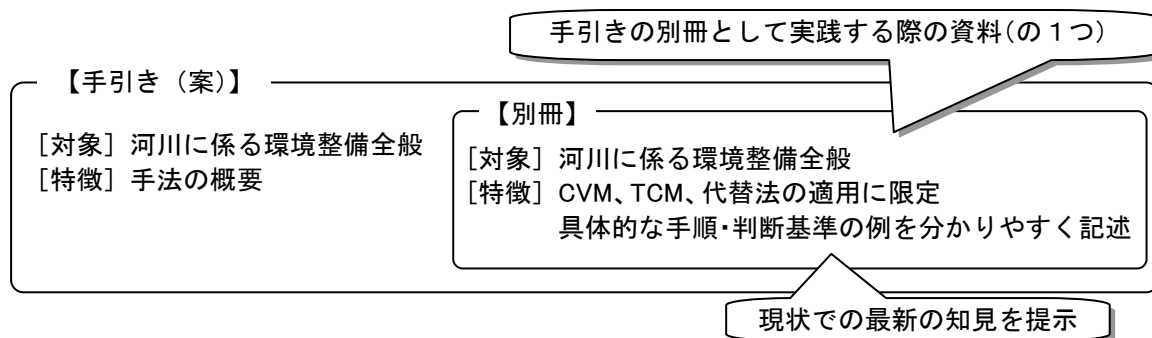 手引きの別冊として実践する際の資料(の1つ)
【手引き（案）】
［対象］河川に係る環境整備全般
［特徴］手法の概要
【別冊】
［対象］河川に係る環境整備全般
［特徴］CVM、TCM、代替法の適用に限定
具体的な手順・判断基準の例を分かりやすく記述
現状での最新の知見を提示